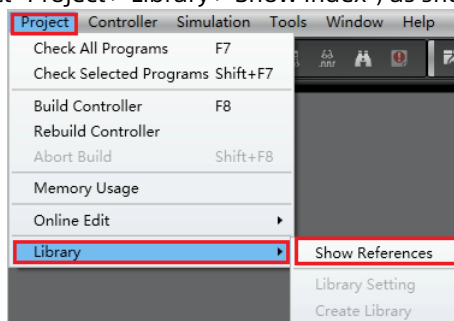 Project > Library > Show Index", as sho
Project Controller Simulation Tools Window Help
Check All Programs F7
Check Selected Programs Shift+F7
Build Controller F8
Rebuild Controller
Abort Build Shift+F8
Memory Usage
Online Edit
Library
Show References
Library Setting
Create Library